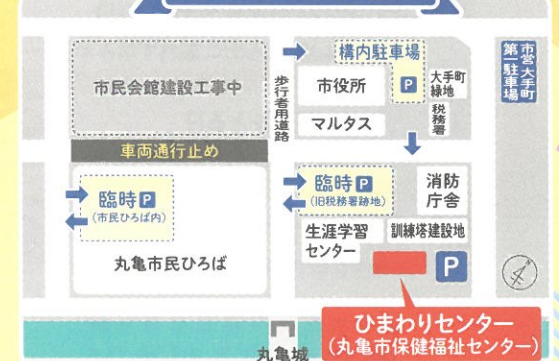 構内駐車場
P
市民会館建設工事中
歩行者用道路
市役所
大手町
緑地
税務署
マルタス
市営大手町
第一駐車場
車両通行止め
臨時P
(市民ひろば内)
臨時P
(旧税務署跡地)
消防
庁舎
生涯学習
センター
訓練塔建設地
丸亀市民ひろば
P
ひまわりセンター
(丸亀市保健福祉センター)
丸亀城